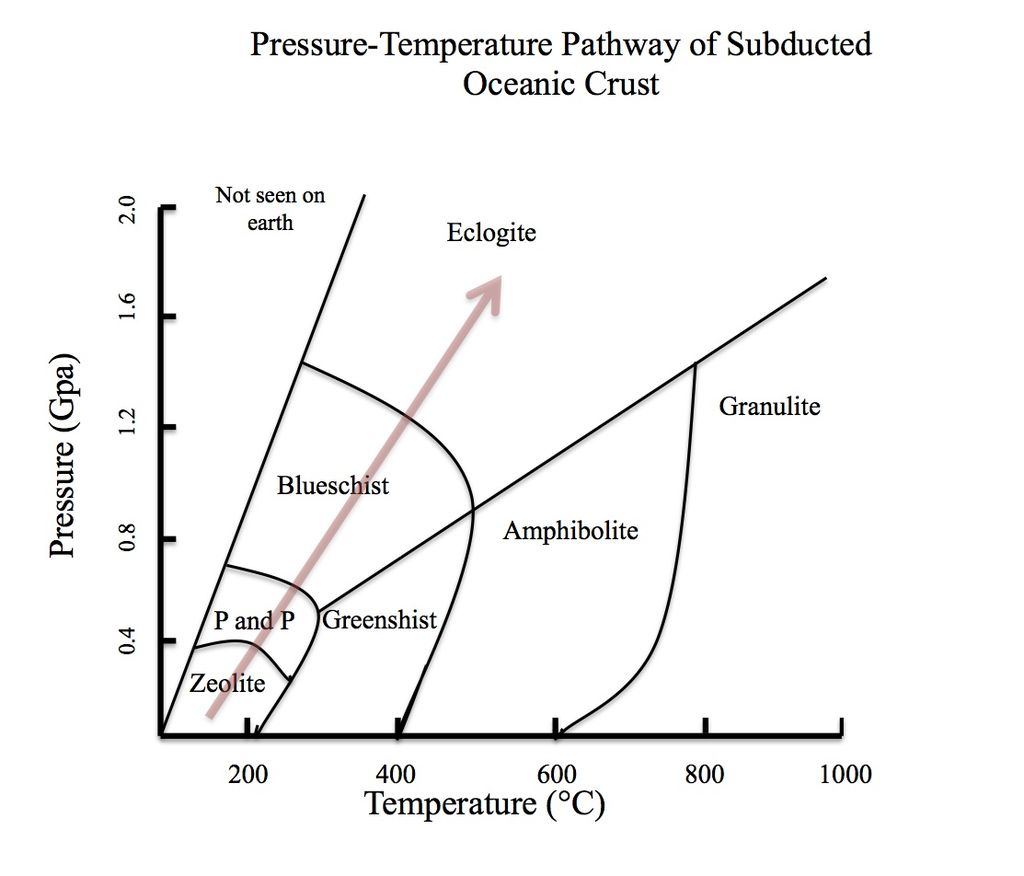 Pressure-Temperature Pathway of Subducted
Oceanic Crust
Not seen on
earth
Eclogite
Granulite
Blueschist
Amphibolite
P and P
Greenshist
Zeolite
2.0
1.6
1.2
0.8
0.4
Pressure (Gpa)
200
400
600
800
1000
Temperature (°C)